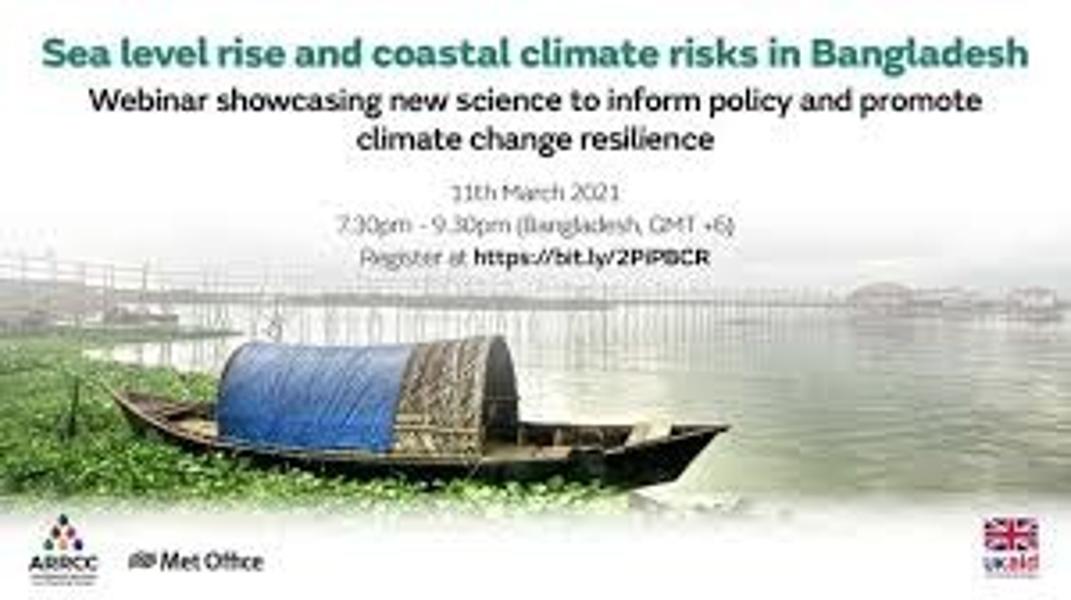 Sea level rise and coastal climate risks in Bangladesh
Webinar showcasing new science to inform policy and promote
climate change resilience
11th March 2021
7.30pm - 9.30pm (Bangladesh, GMT +6)
Register at https://bit.ly/2PiPBCR
ARRCC
Met Office
UKaid